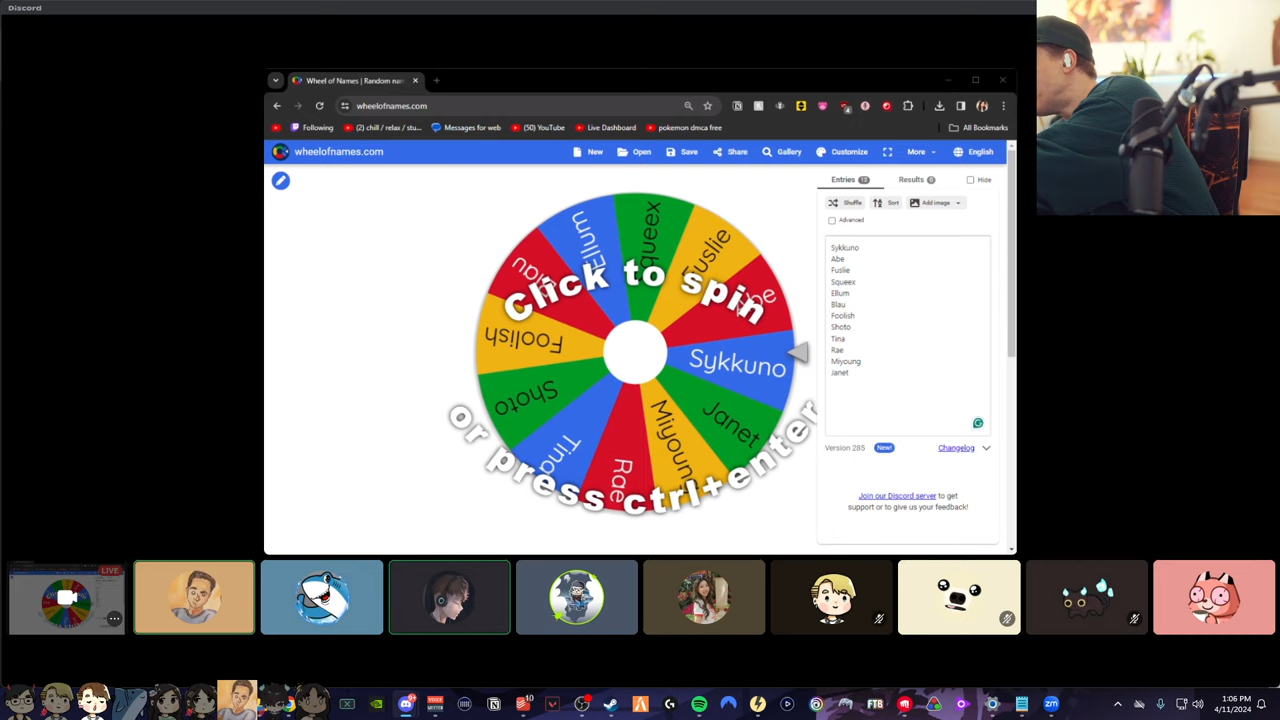 Discord
Wheel of Names | Random nam
wheelofnames.com
Following
(2) chill / relax / stu...
Messages for web
(50) YouTube
Live Dashboard
pokemon dmca free
All Bookmarks
wheelofnames.com
New
Open
Save
Share
Gallery
Customize
More
English
Entries 12
Results 0
Hide
Shuffle
Sort
Add image
Advanced
Sykkuno
Abe
Fuslie
Squeex
Ellum
Blau
Foolish
Shoto
Tina
Rae
Miyoung
Janet
Click to spin
or press ctrl+enter
Squeex
Fuslie
Abe
Sykkuno
Janet
Miyoung
Rae
Tina
Shoto
Foolish
Blau
Ellum
Version 285
New!
Changelog
Join our Discord server to get
support or to give us your feedback!
LIVE
1:06 PM
4/11/2024